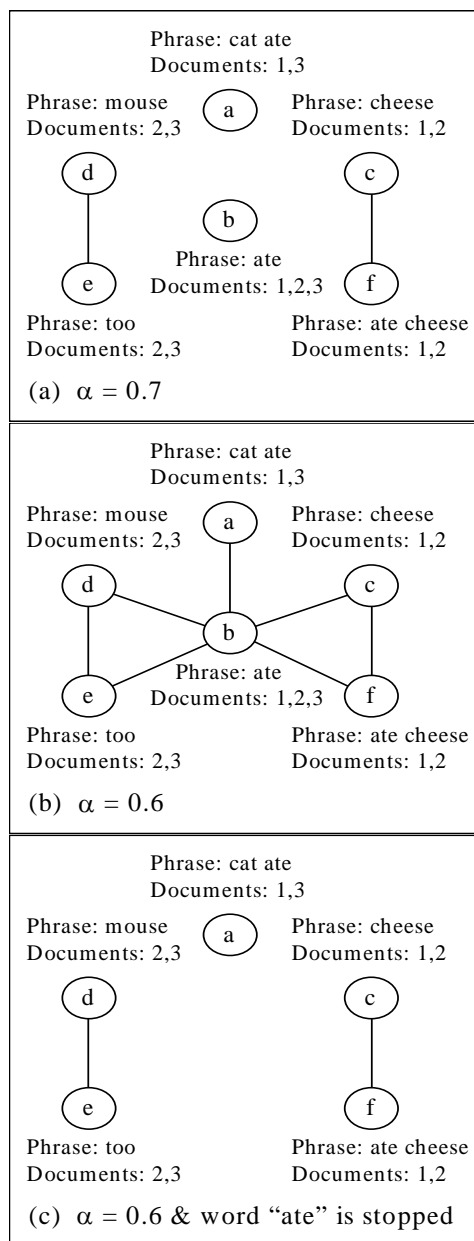 Phrase: cat ate
Documents: 1,3
Phrase: mouse
Documents: 2,3
a
Phrase: cheese
Documents: 1,2
d
c
b
Phrase: ate
Documents: 1,2,3
e
f
Phrase: too
Documents: 2,3
Phrase: ate cheese
Documents: 1,2
(a) α = 0.7
Phrase: cat ate
Documents: 1,3
Phrase: mouse
Documents: 2,3
a
Phrase: cheese
Documents: 1,2
d
c
b
Phrase: ate
Documents: 1,2,3
e
f
Phrase: too
Documents: 2,3
Phrase: ate cheese
Documents: 1,2
(b) α = 0.6
Phrase: cat ate
Documents: 1,3
Phrase: mouse
Documents: 2,3
a
Phrase: cheese
Documents: 1,2
d
c
e
f
Phrase: too
Documents: 2,3
Phrase: ate cheese
Documents: 1,2
(c) α = 0.6 & word “ate” is stopped